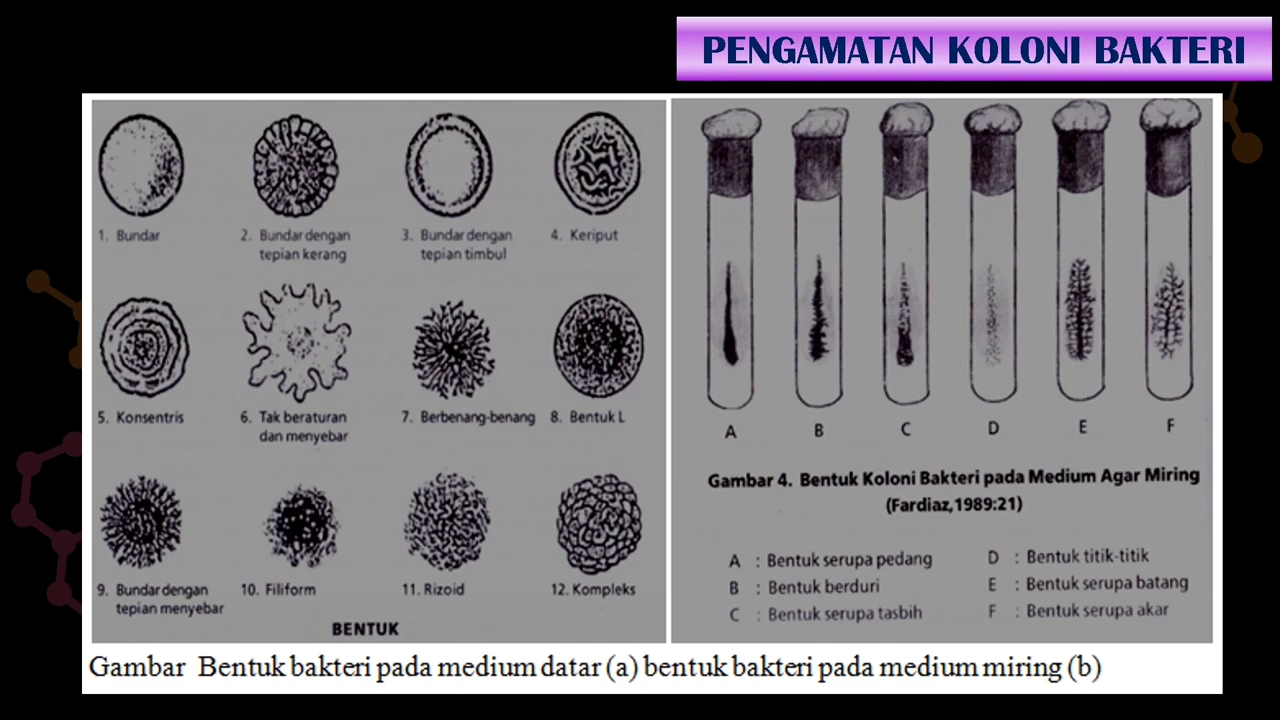 PENGAMATAN KOLONI BAKTERI
1. Bundar
2. Bundar dengan
tepian kerang
3. Bundar dengan
tepian timbul
4. Keriput
5. Konsentris
6. Tak beraturan
dan menyebar
7. Berbenang-benang
8. Bentuk L
9. Bundar dengan
tepian menyebar
10. Filiform
11. Rizoid
12. Kompleks
BENTUK
A B C D E F
Gambar 4. Bentuk Koloni Bakteri pada Medium Agar Miring
(Fardiaz,1989:21)
A : Bentuk serupa pedang
B : Bentuk berduri
C : Bentuk serupa tasbih
D : Bentuk titik-titik
E : Bentuk serupa batang
F : Bentuk serupa akar
Gambar Bentuk bakteri pada medium datar (a) bentuk bakteri pada medium miring (b)